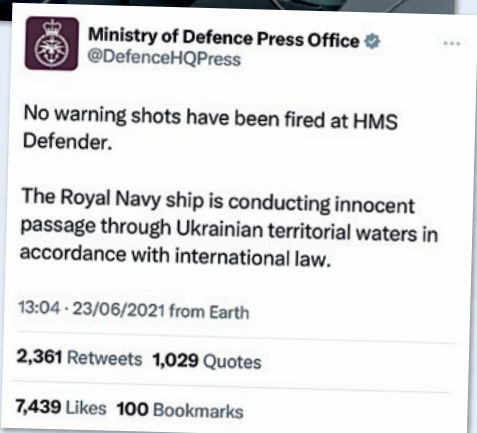 Ministry of Defence Press Office
@DefenceHQPress
No warning shots have been fired at HMS
Defender.
The Royal Navy ship is conducting innocent
passage through Ukrainian territorial waters in
accordance with international law.
13:04 · 23/06/2021 from Earth
2,361 Retweets 1,029 Quotes
7,439 Likes 100 Bookmarks